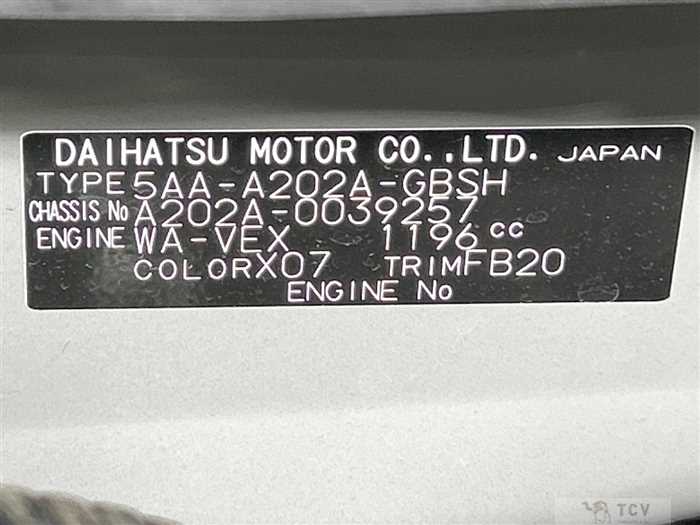 DAIHATSU MOTOR CO.,LTD. JAPAN
TYPE 5AA-A202A-GBSH
CHASSIS No A202A-0039257
ENGINE WA-VEX 1196 cc
COLOR X07 TRIM FB20
ENGINE No
TCV